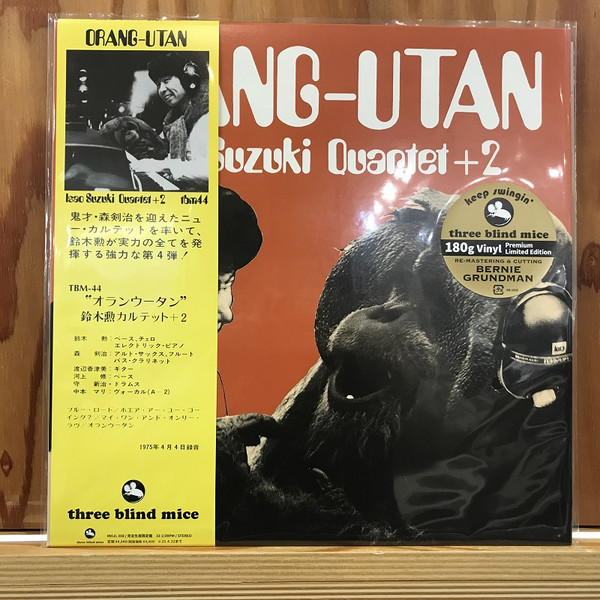 ORANG-UTAN
Isao Suzuki Quartet+2 tbm44
鬼才・森剣治を迎えたニュ
ー・カルテットを率いて、
鈴木勲が実力の全てを発
揮する強力な第4弾!
TBM-44
“オランウータン”
鈴木勲カルテット+2
鈴木 勲：ベース、チェロ
エレクトリック・ピアノ
森 剣治：アルト・サックス、フルート
バス・クラリネット
渡辺香津美：ギター
河上 修：ベース
守 新治：ドラムス
中本 マリ：ヴォーカル(A-2)
ブルー・ロード/ホエア・アー・ユー・ゴー
イング?/マイ・ワン・アンド・オンリー・
ラヴ/オランウータン
1975年4月4日録音
three blind mice
ANG-UTAN
Suzuki Quartet+2
keep swingin'
three blind mice
180g Vinyl Premium
Limited Edition
RE-MASTERING & CUTTING
BERNIE
GRUNDMAN